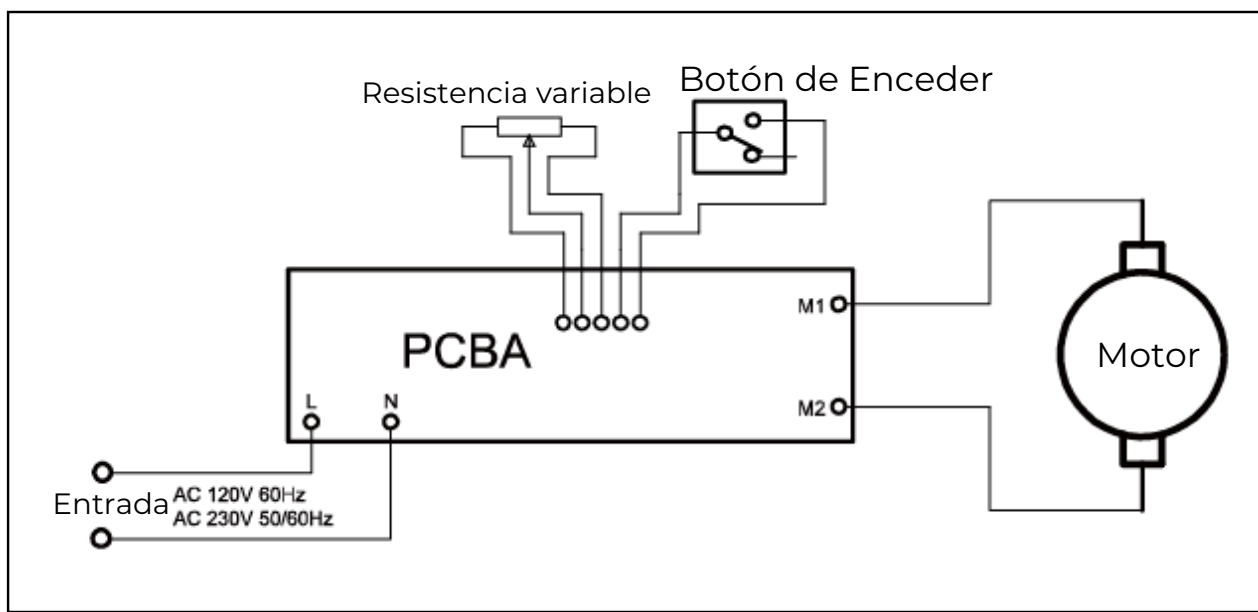 Resistencia variable
Botón de Enceder
PCBA
M1
M2
Motor
L
N
Entrada
AC 120V 60Hz
AC 230V 50/60Hz